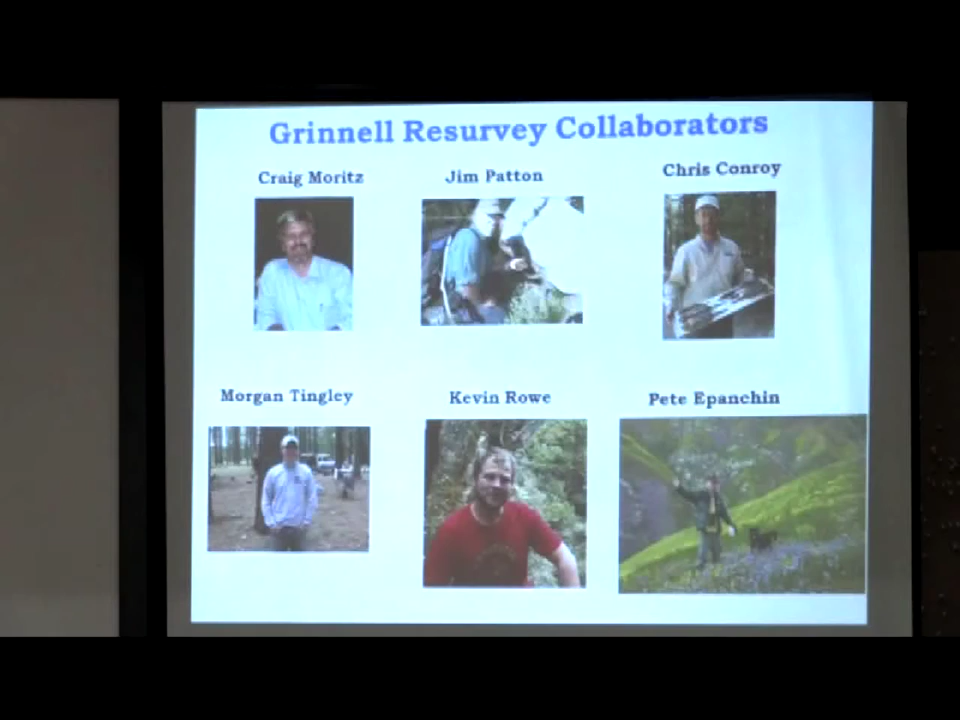 Grinnell Resurvey Collaborators
Craig Moritz
Jim Patton
Chris Conroy
Morgan Tingley
Kevin Rowe
Pete Epanchin